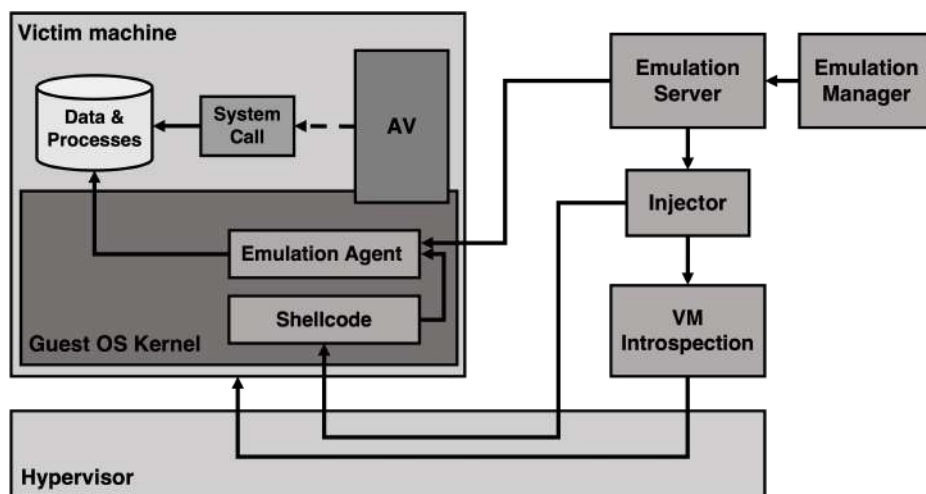 Victim machine
Data &
Processes
System
Call
AV
Emulation
Server
Emulation
Manager
Injector
Emulation Agent
Shellcode
Guest OS Kernel
VM
Introspection
Hypervisor